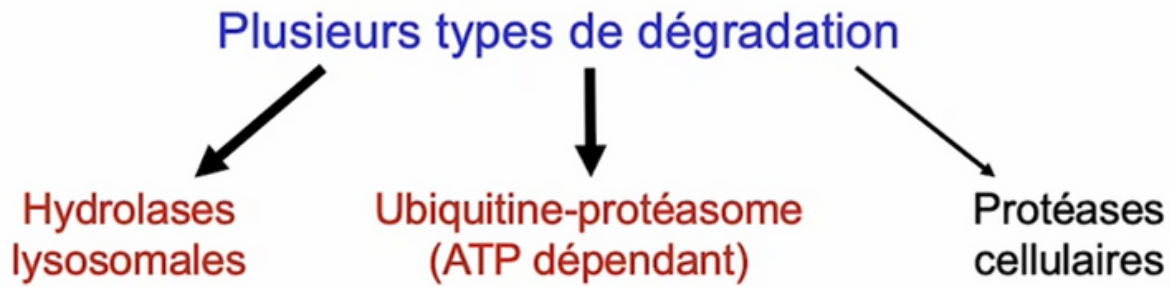 Plusieurs types de dégradation
Hydrolases
lysosomales
Ubiquitine-protéasome
(ATP dépendant)
Protéases
cellulaires